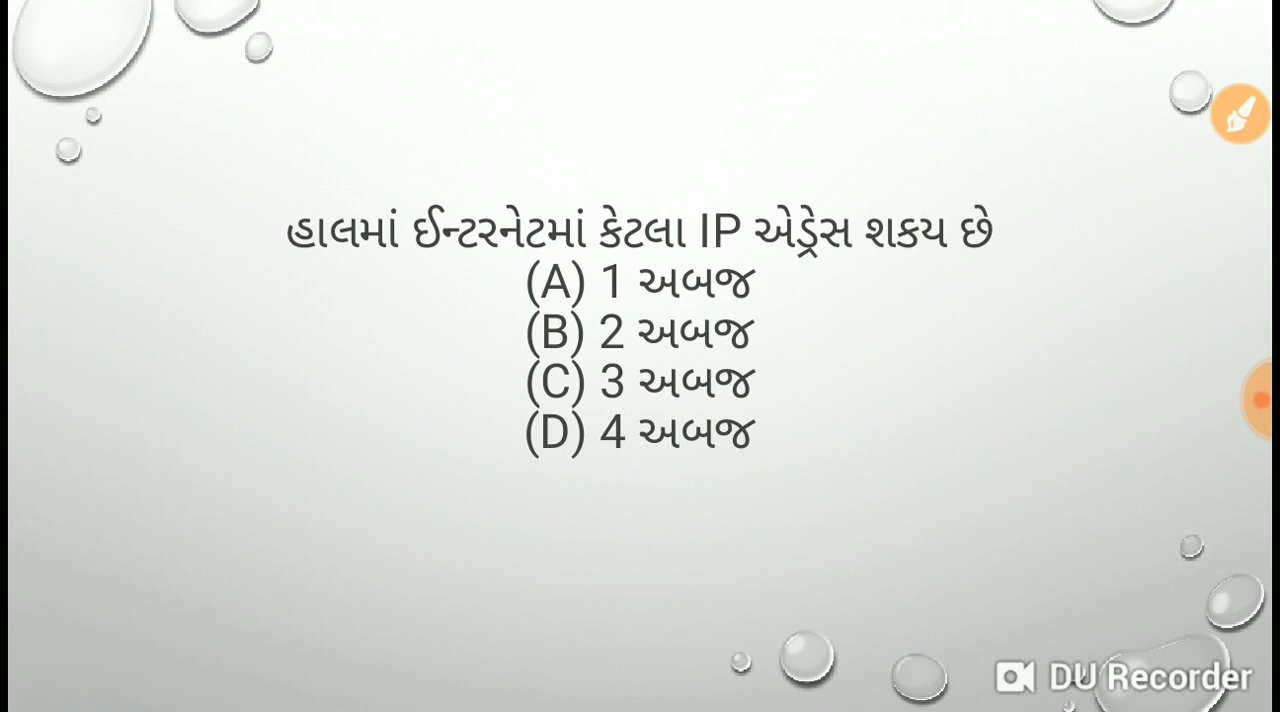 હાલમાં ઈન્ટરનેટમાં કેટલા IP એડ્રેસ શકય છે
(A) 1 અબજ
(B) 2 અબજ
(C) 3 અબજ
(D) 4 અબજ
DU Recorder